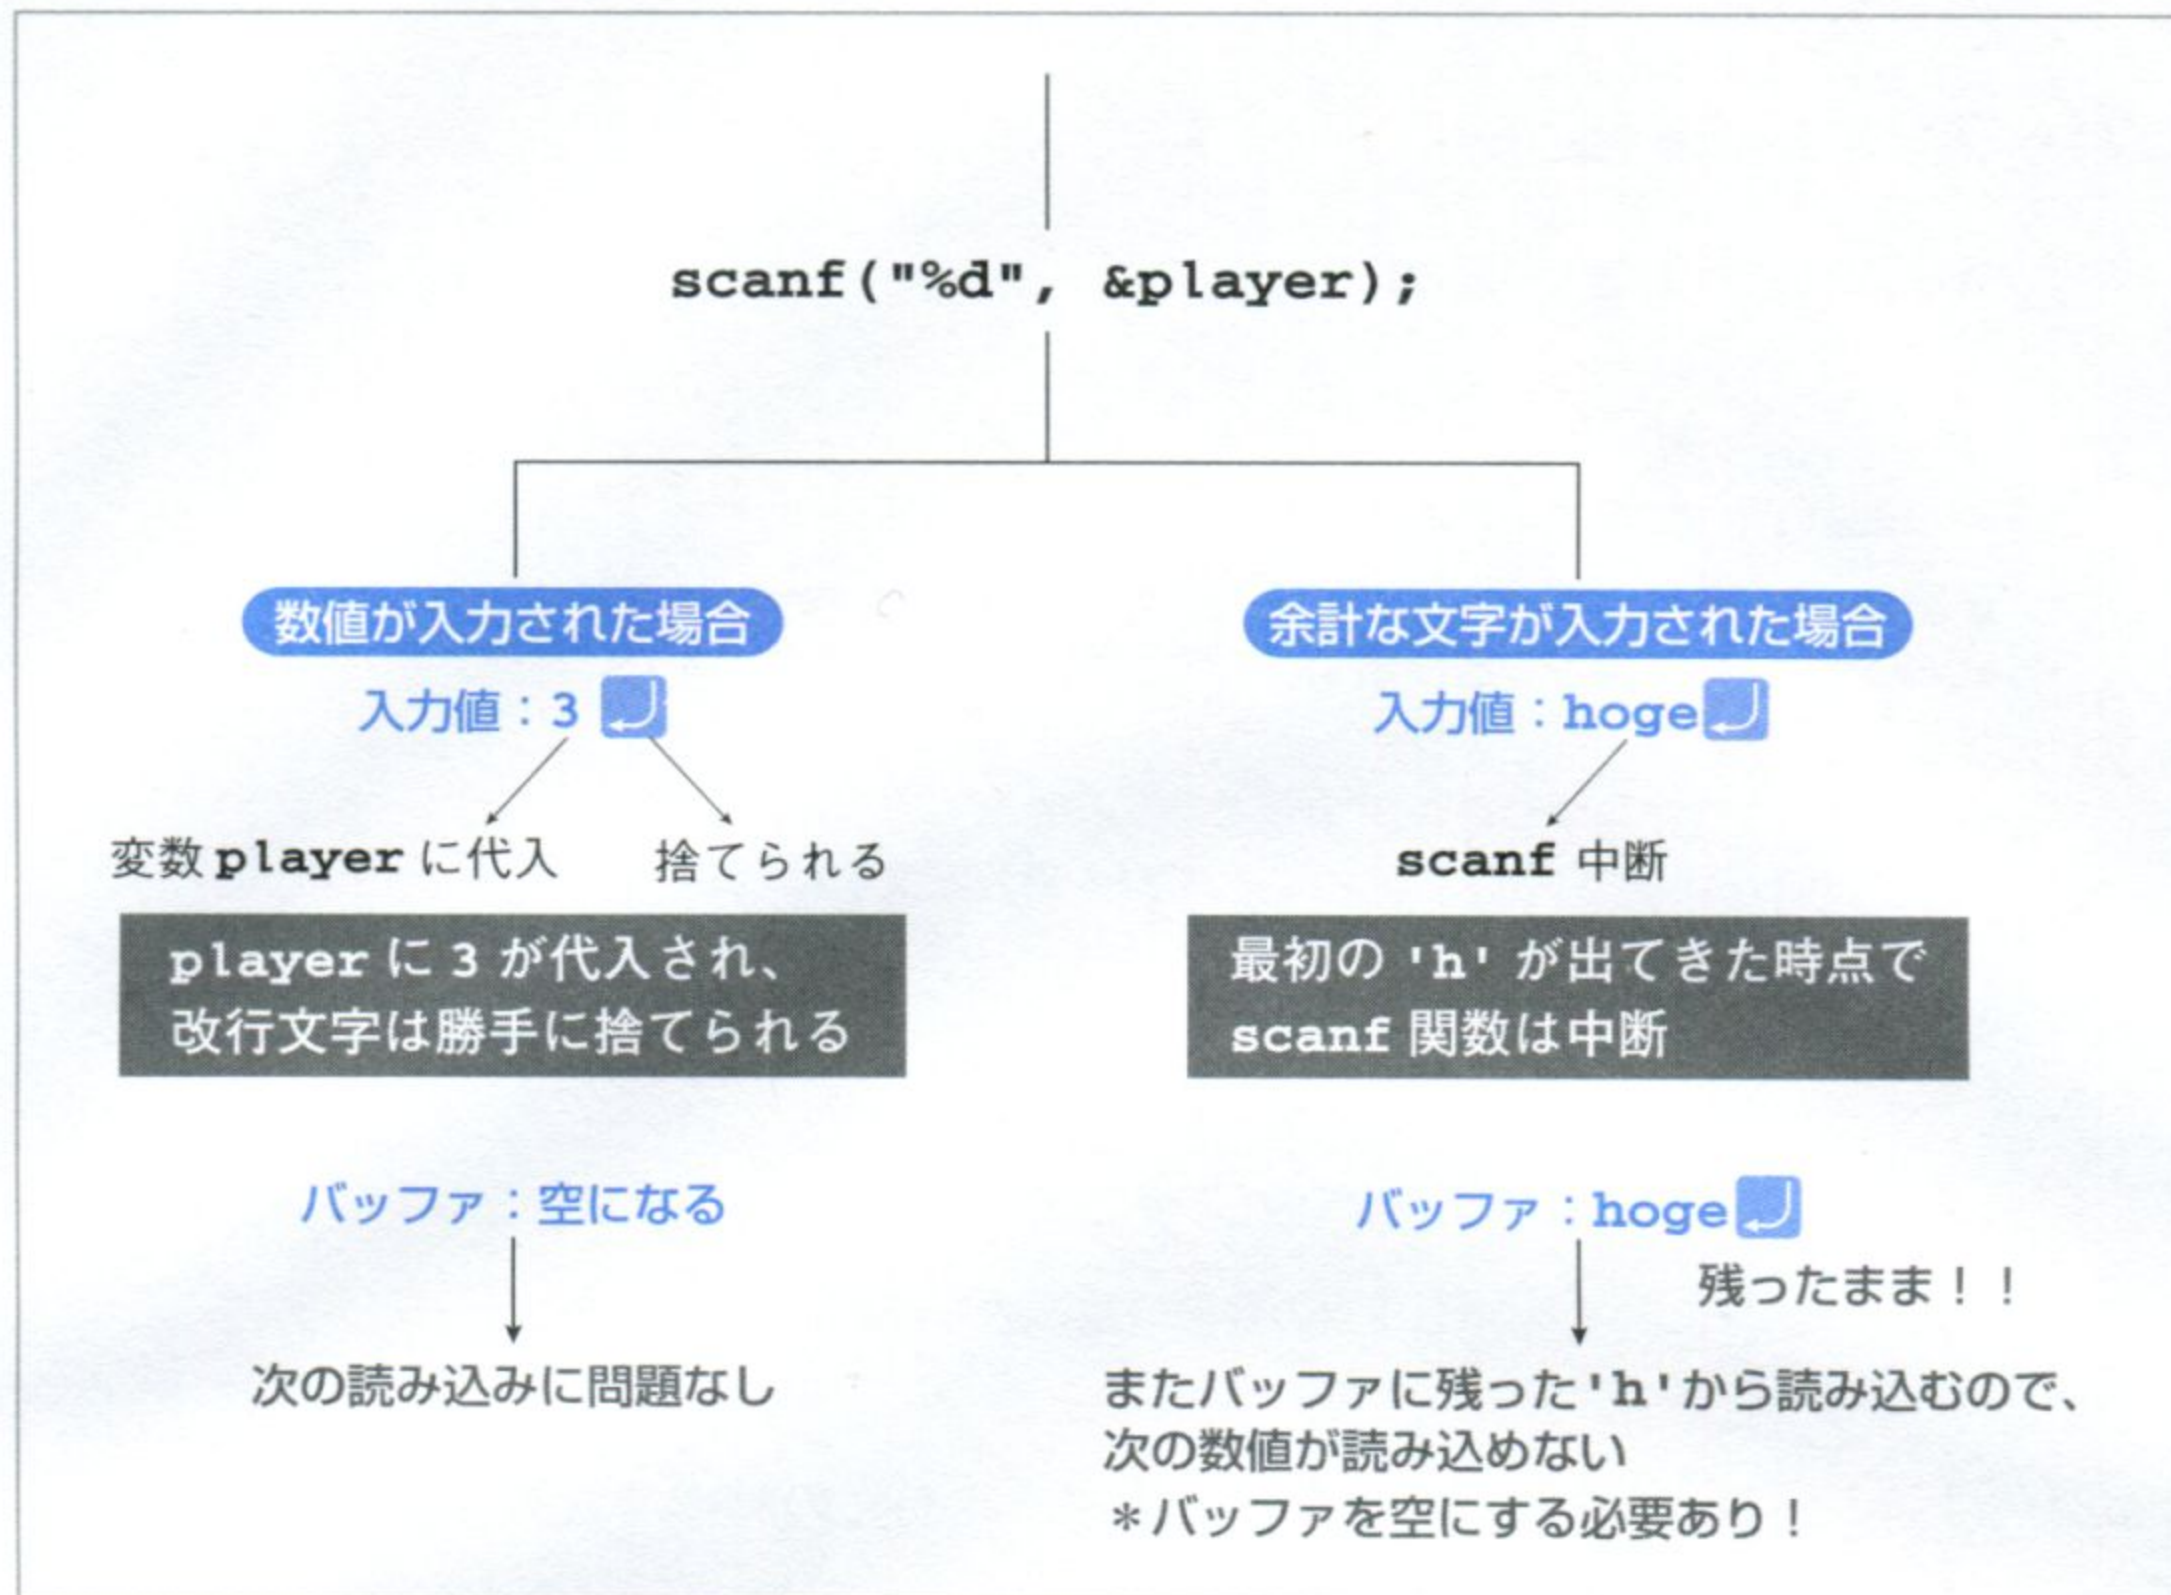 scanf("%d", &player);
数値が入力された場合
入力値：3
変数 player に代入
捨てられる
player に 3 が代入され、
改行文字は勝手に捨てられる
バッファ：空になる
次の読み込みに問題なし
余計な文字が入力された場合
入力値：hoge
scanf 中断
最初の 'h' が出てきた時点で
scanf 関数は中断
バッファ：hoge
残ったまま！！
またバッファに残った'h'から読み込むので、
次の数値が読み込めない
＊バッファを空にする必要あり！